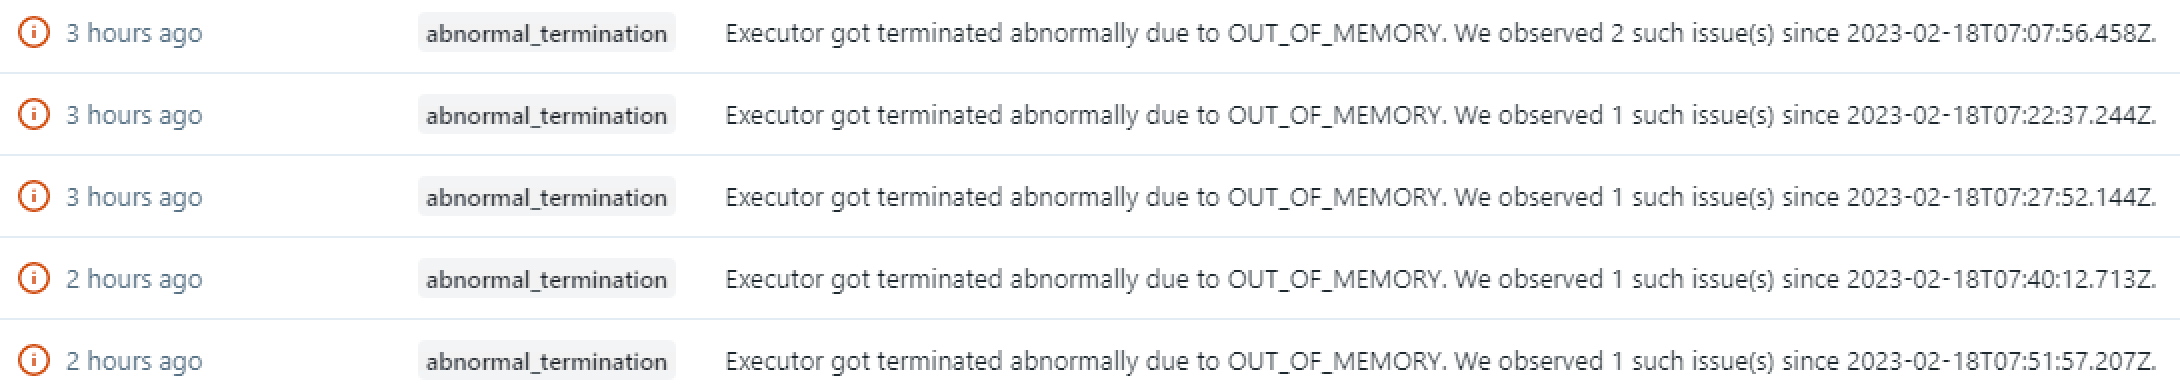 3 hours ago abnormal_termination Executor got terminated abnormally due to OUT_OF_MEMORY. We observed 2 such issue(s) since 2023-02-18T07:07:56.458Z.
3 hours ago abnormal_termination Executor got terminated abnormally due to OUT_OF_MEMORY. We observed 1 such issue(s) since 2023-02-18T07:22:37.244Z.
3 hours ago abnormal_termination Executor got terminated abnormally due to OUT_OF_MEMORY. We observed 1 such issue(s) since 2023-02-18T07:27:52.144Z.
2 hours ago abnormal_termination Executor got terminated abnormally due to OUT_OF_MEMORY. We observed 1 such issue(s) since 2023-02-18T07:40:12.713Z.
2 hours ago abnormal_termination Executor got terminated abnormally due to OUT_OF_MEMORY. We observed 1 such issue(s) since 2023-02-18T07:51:57.207Z.